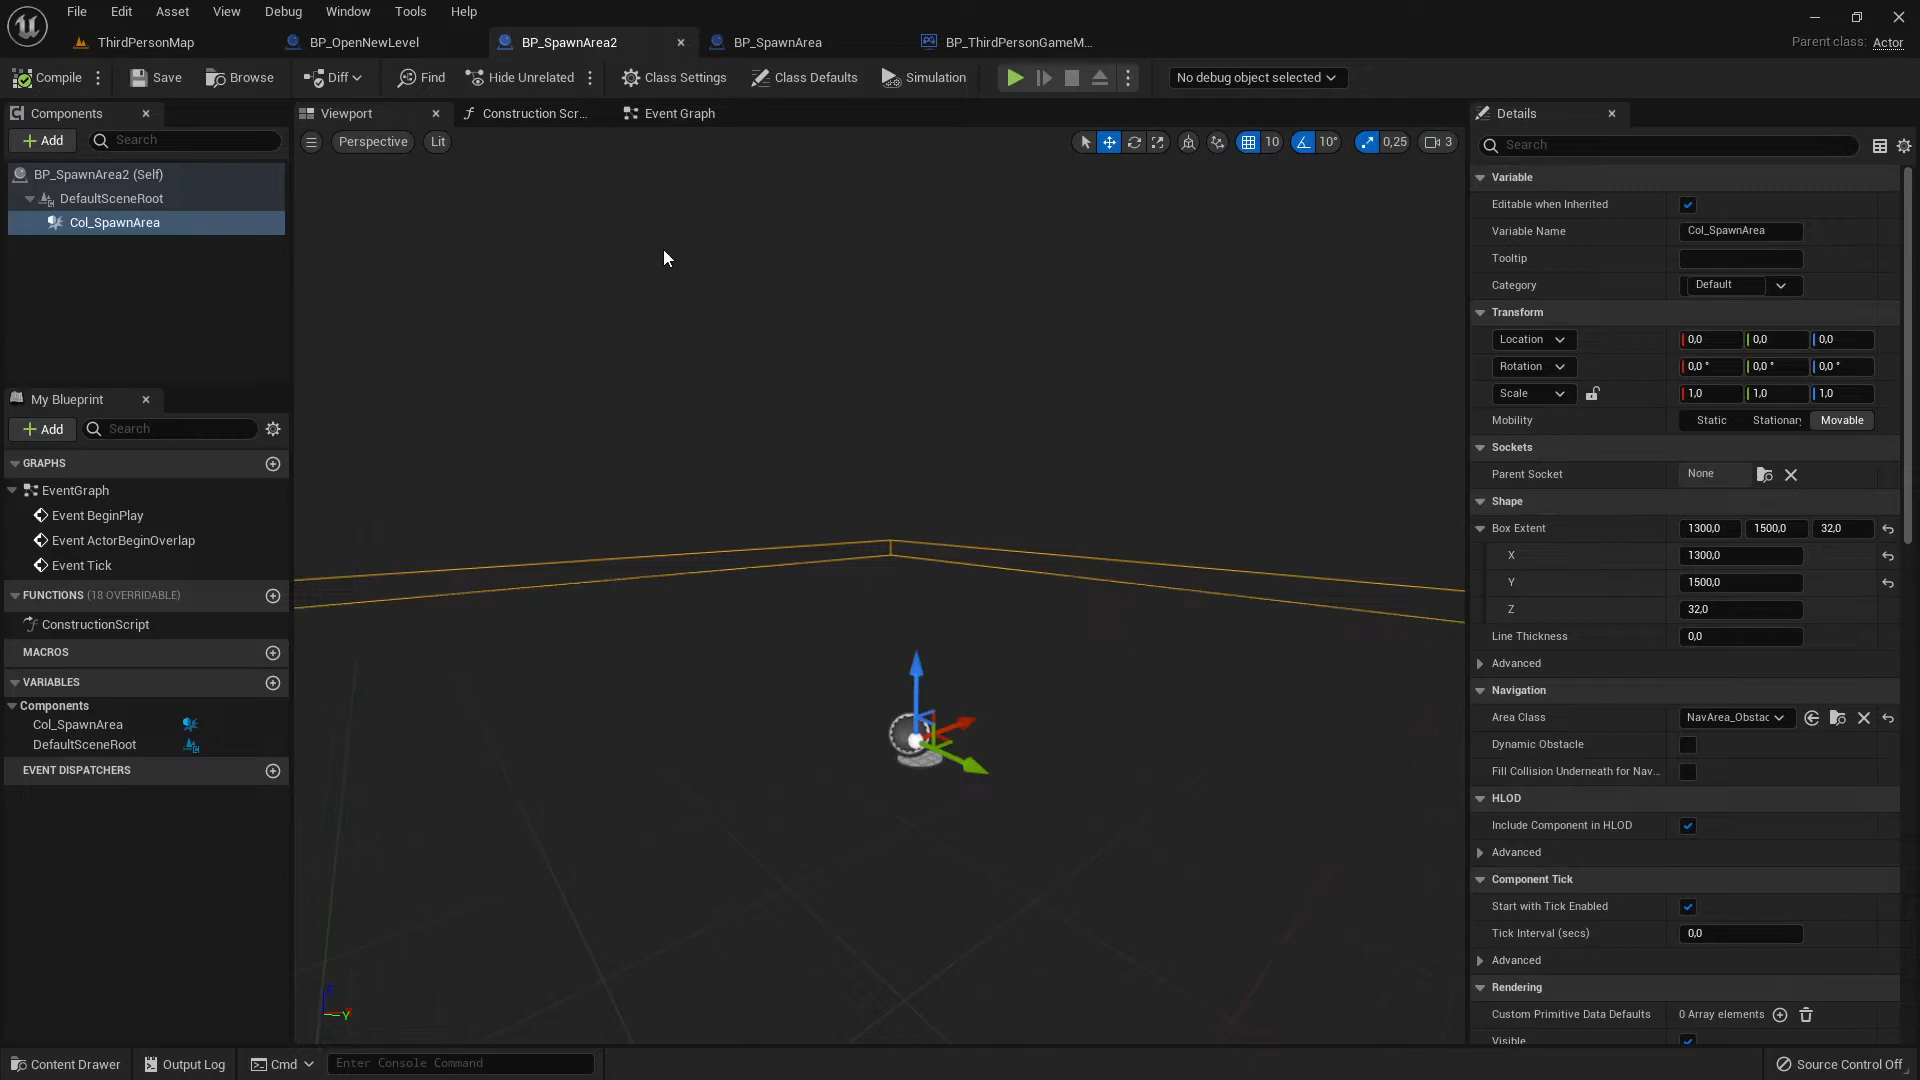 File Edit Asset View Debug Window Tools Help
ThirdPersonMap BP_OpenNewLevel BP_SpawnArea2 BP_SpawnArea BP_ThirdPersonGameM... Parent class: Actor
Compile Save Browse Diff Find Hide Unrelated Class Settings Class Defaults Simulation No debug object selected
Components
Add Search
BP_SpawnArea2 (Self)
DefaultSceneRoot
Col_SpawnArea
My Blueprint
Add Search
GRAPHS
EventGraph
Event BeginPlay
Event ActorBeginOverlap
Event Tick
FUNCTIONS (18 OVERRIDABLE)
ConstructionScript
MACROS
VARIABLES
Components
Col_SpawnArea
DefaultSceneRoot
EVENT DISPATCHERS
Viewport Construction Scr... Event Graph
Perspective Lit 10 10° 0,25 3
Z
Y
Details
Search
Variable
Editable when Inherited
Variable Name Col_SpawnArea
Tooltip
Category Default
Transform
Location 0,0 0,0 0,0
Rotation 0,0 ° 0,0 ° 0,0 °
Scale 1,0 1,0 1,0
Mobility Static Stationary Movable
Sockets
Parent Socket None
Shape
Box Extent 1300,0 1500,0 32,0
X 1300,0
Y 1500,0
Z 32,0
Line Thickness 0,0
Advanced
Navigation
Area Class NavArea_Obstac
Dynamic Obstacle
Fill Collision Underneath for Nav...
HLOD
Include Component in HLOD
Advanced
Component Tick
Start with Tick Enabled
Tick Interval (secs) 0,0
Advanced
Rendering
Custom Primitive Data Defaults 0 Array elements
Visible
Content Drawer Output Log Cmd Enter Console Command Source Control Off